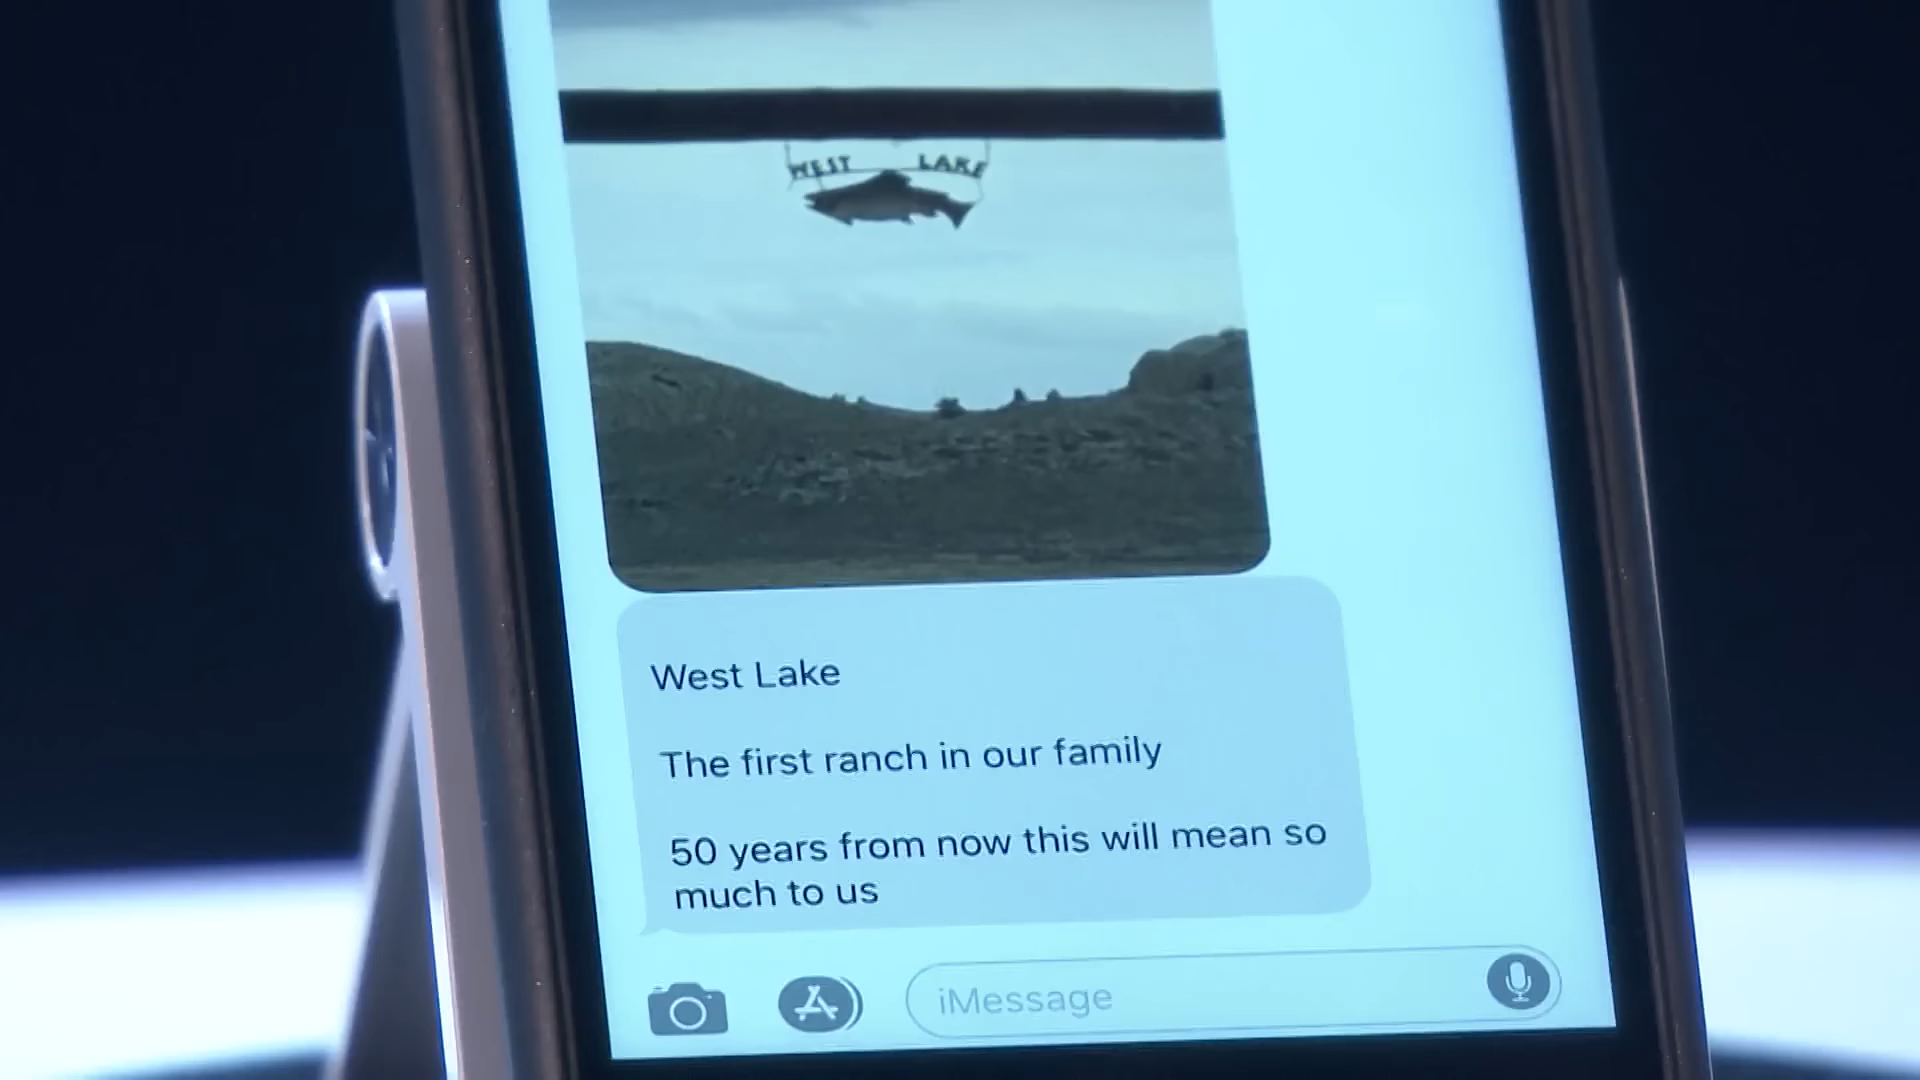 WEST LAKE
West Lake
The first ranch in our family
50 years from now this will mean so
much to us
iMessage